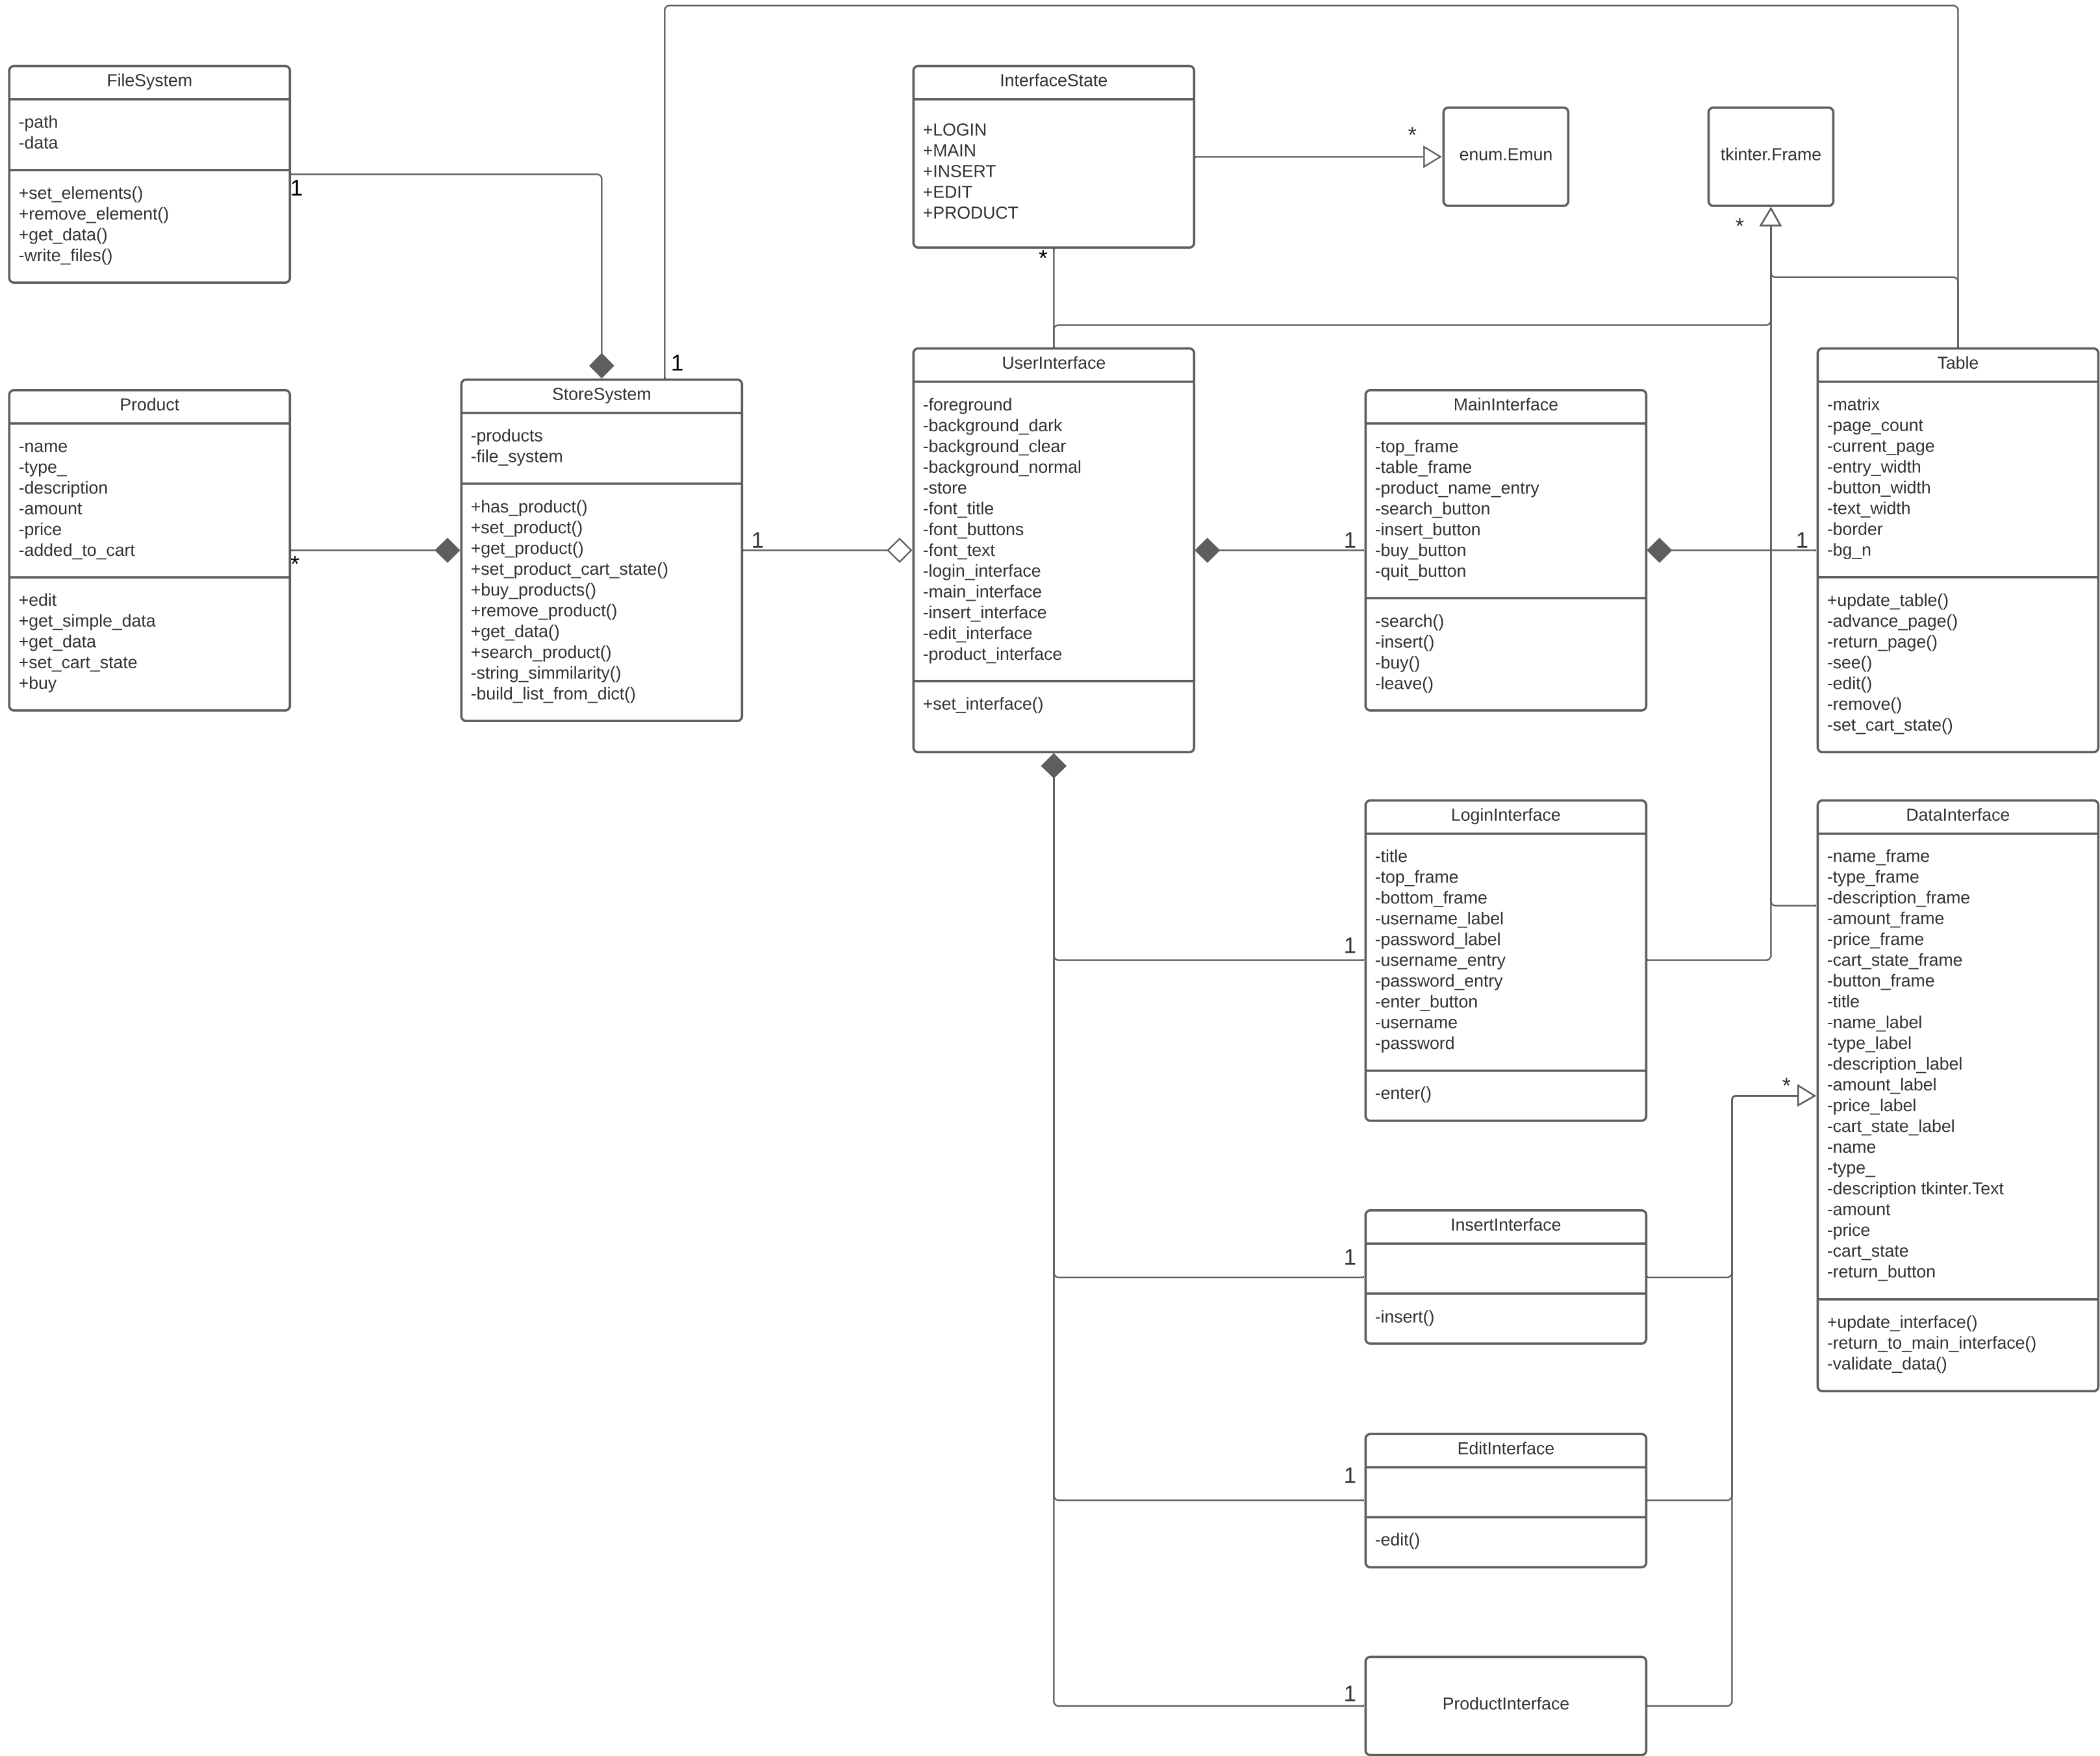 FileSystem
-path
-data
+set_elements()
+remove_element()
+get_data()
-write_files()
1
InterfaceState
+LOGIN
+MAIN
+INSERT
+EDIT
+PRODUCT
*
enum.Emun
*
tkinter.Frame
*
Product
-name
-type_
-description
-amount
-price
-added_to_cart
+edit
+get_simple_data
+get_data
+set_cart_state
+buy
*
1
StoreSystem
-products
-file_system
+has_product()
+set_product()
+get_product()
+set_product_cart_state()
+buy_products()
+remove_product()
+get_data()
+search_product()
-string_simmilarity()
-build_list_from_dict()
1
UserInterface
-foreground
-background_dark
-background_clear
-background_normal
-store
-font_title
-font_buttons
-font_text
-login_interface
-main_interface
-insert_interface
-edit_interface
-product_interface
+set_interface()
1
MainInterface
-top_frame
-table_frame
-product_name_entry
-search_button
-insert_button
-buy_button
-quit_button
-search()
-insert()
-buy()
-leave()
1
Table
-matrix
-page_count
-current_page
-entry_width
-button_width
-text_width
-border
-bg_n
+update_table()
-advance_page()
-return_page()
-see()
-edit()
-remove()
-set_cart_state()
1
LoginInterface
-title
-top_frame
-bottom_frame
-username_label
-password_label
-username_entry
-password_entry
-enter_button
-username
-password
-enter()
*
DataInterface
-name_frame
-type_frame
-description_frame
-amount_frame
-price_frame
-cart_state_frame
-button_frame
-title
-name_label
-type_label
-description_label
-amount_label
-price_label
-cart_state_label
-name
-type_
-description tkinter.Text
-amount
-price
-cart_state
-return_button
+update_interface()
-return_to_main_interface()
-validate_data()
1
InsertInterface
-insert()
1
EditInterface
-edit()
1
ProductInterface